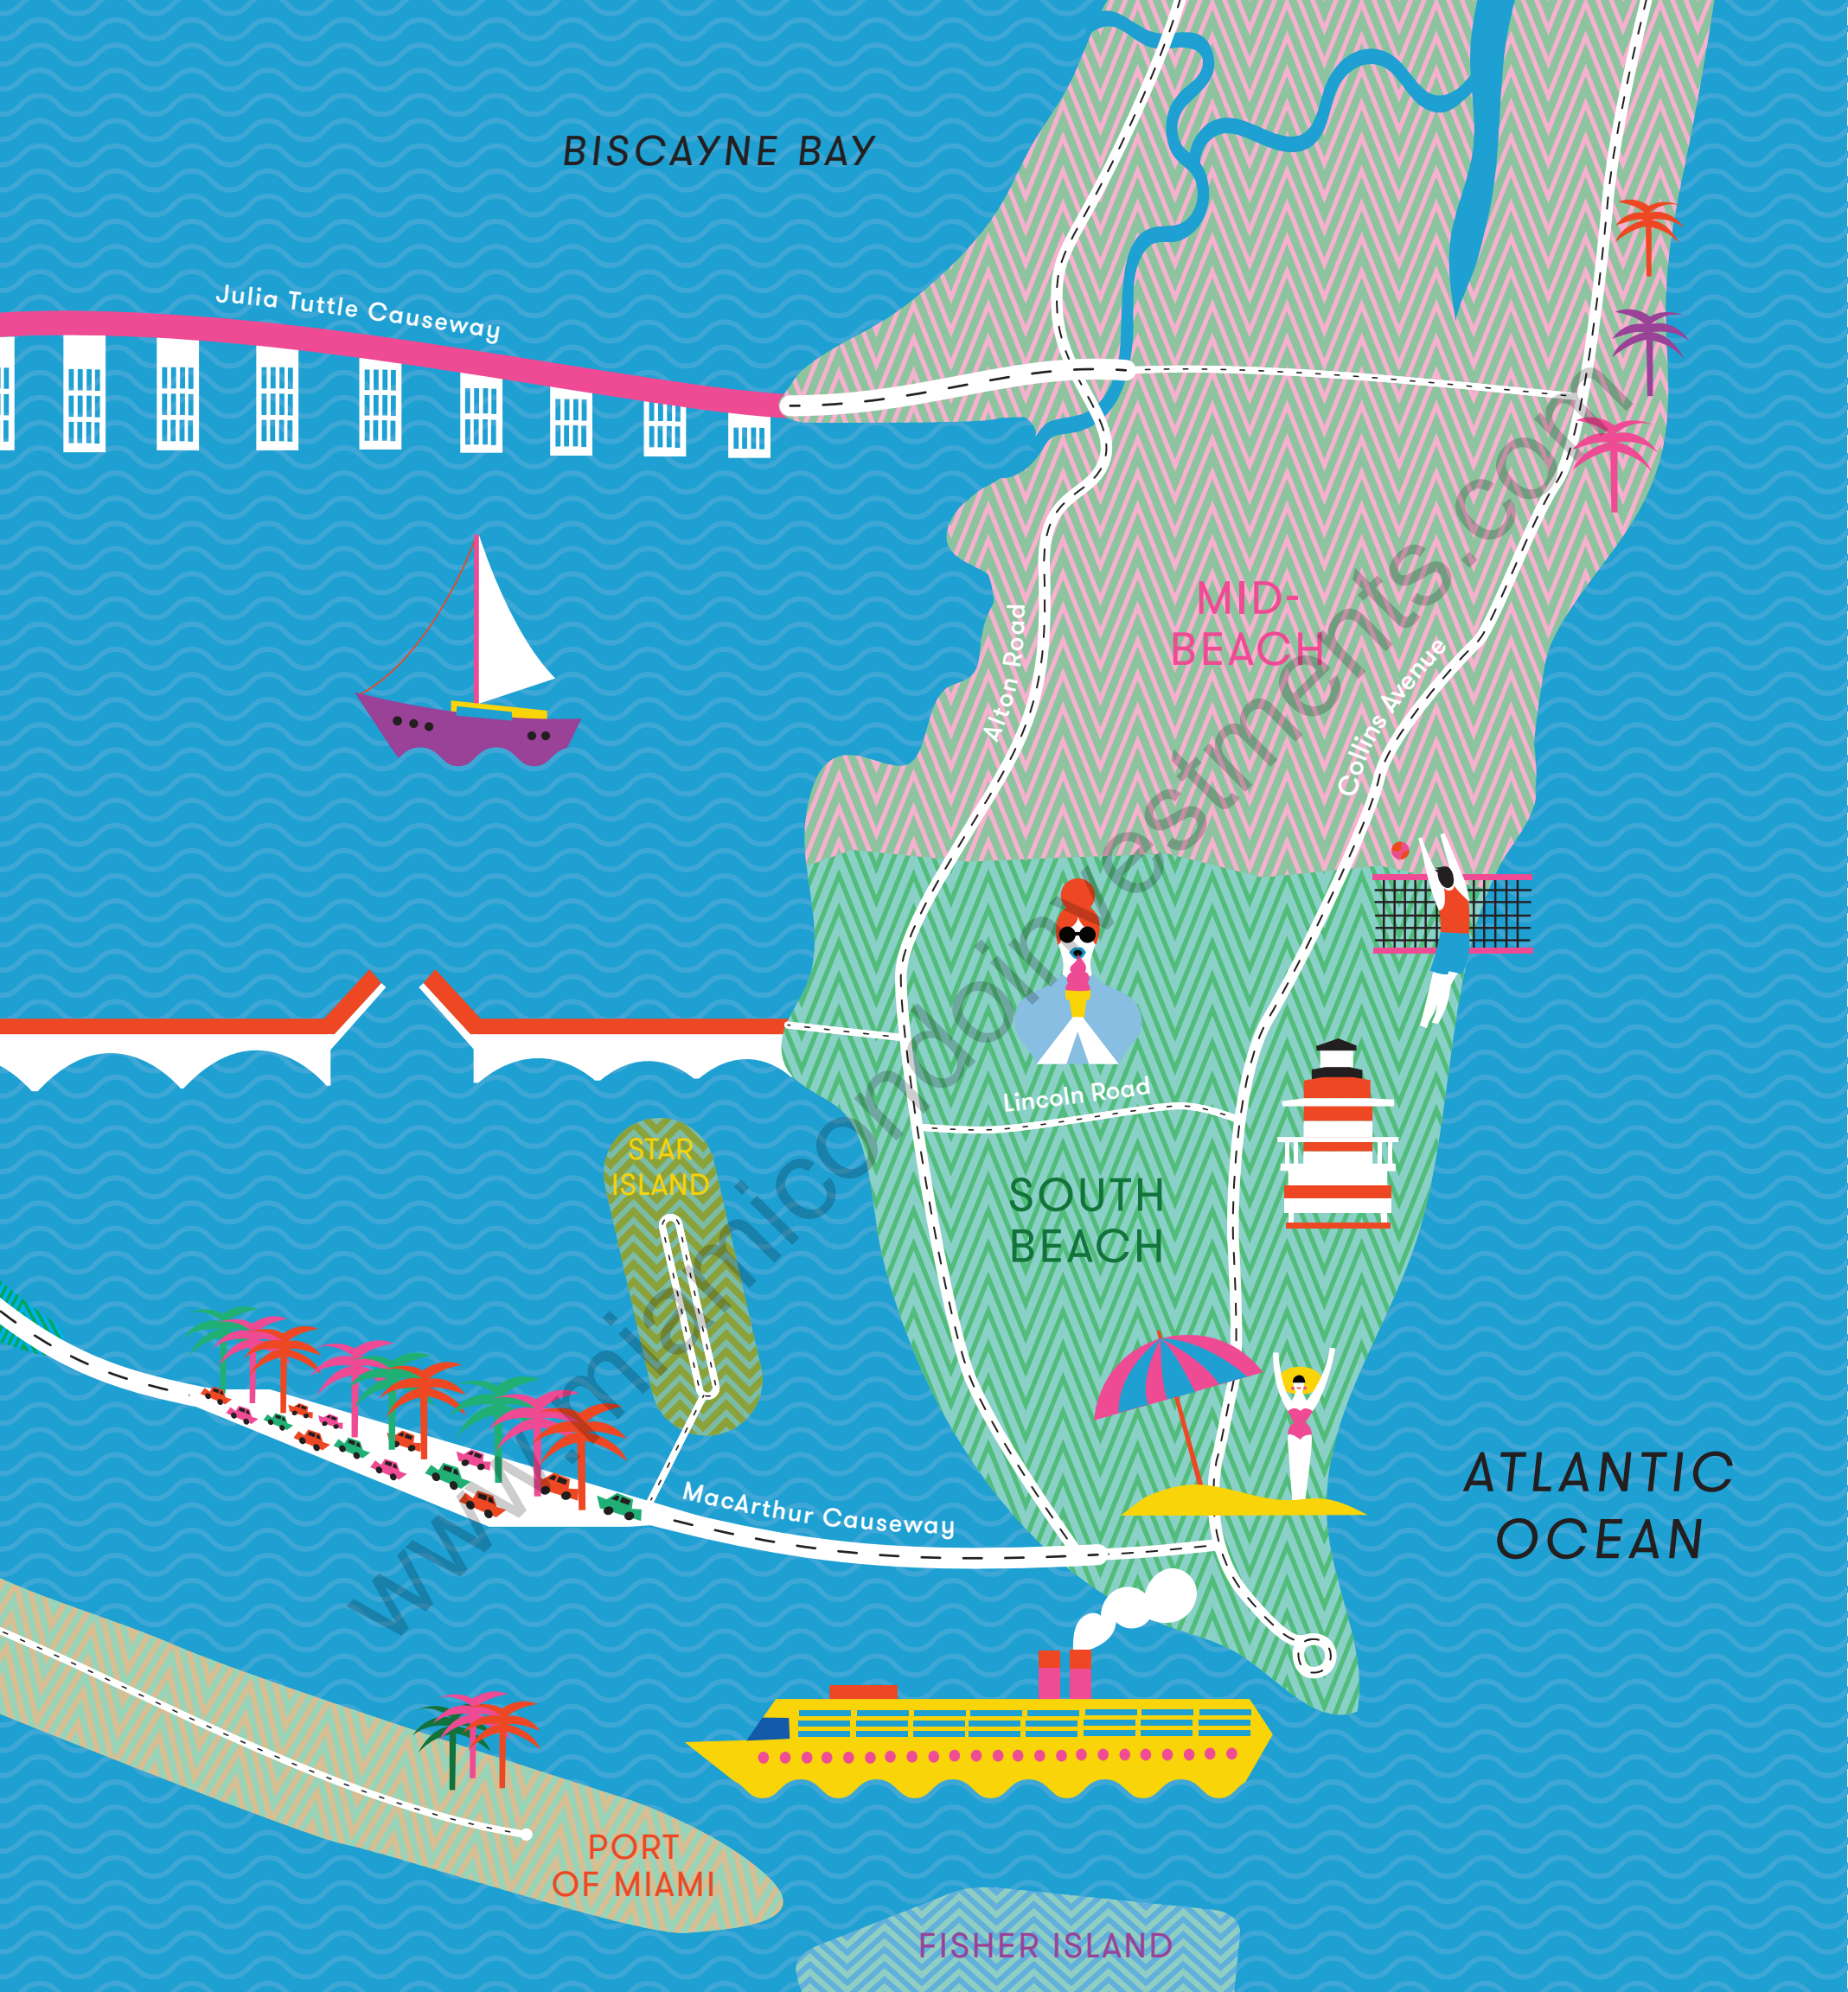 BISCAYNE BAY
Julia Tuttle Causeway
MID-
BEACH
Alton Road
Collins Avenue
Lincoln Road
STAR
ISLAND
SOUTH
BEACH
MacArthur Causeway
ATLANTIC
OCEAN
PORT
OF MIAMI
FISHER ISLAND
www.miamicondoinvestments.com